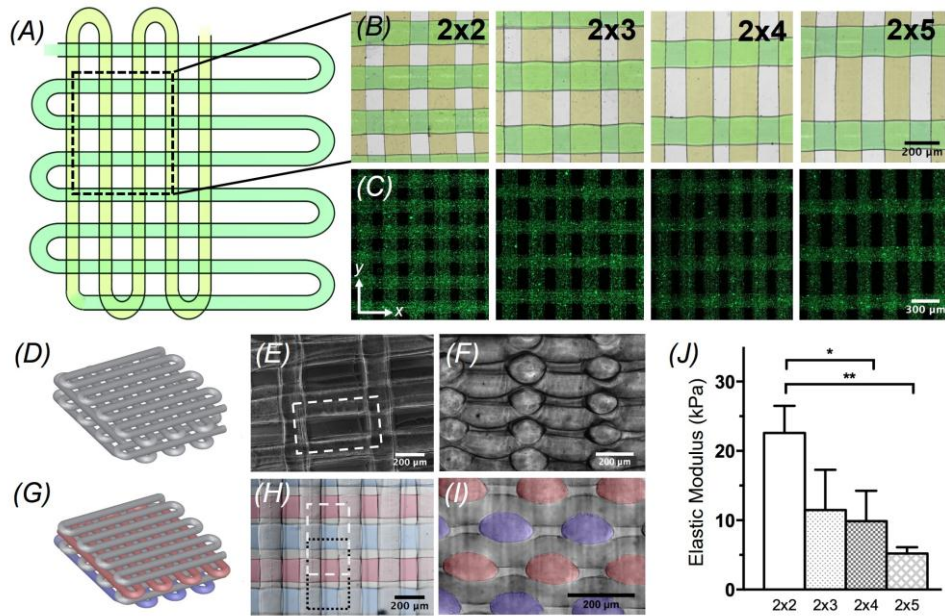 (A)
(B)
2x2
2x3
2x4
2x5
200 µm
(C)
y
x
300 µm
(D)
(E)
200 µm
(F)
200 µm
(G)
(H)
200 µm
(I)
200 µm
(J)
Elastic Modulus (kPa)
30
20
10
0
*
**
2x2 2x3 2x4 2x5